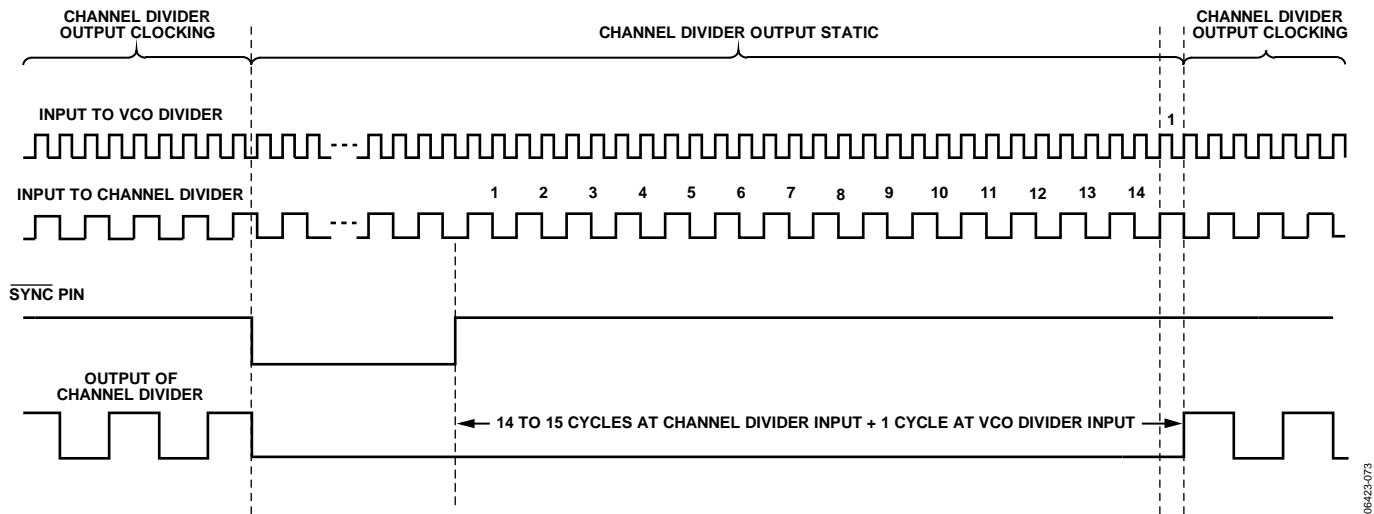 CHANNEL DIVIDER
OUTPUT CLOCKING
CHANNEL DIVIDER OUTPUT STATIC
CHANNEL DIVIDER
OUTPUT CLOCKING
INPUT TO VCO DIVIDER
1
INPUT TO CHANNEL DIVIDER
1 2 3 4 5 6 7 8 9 10 11 12 13 14
SYNC PIN
OUTPUT OF
CHANNEL DIVIDER
14 TO 15 CYCLES AT CHANNEL DIVIDER INPUT + 1 CYCLE AT VCO DIVIDER INPUT
06423-073